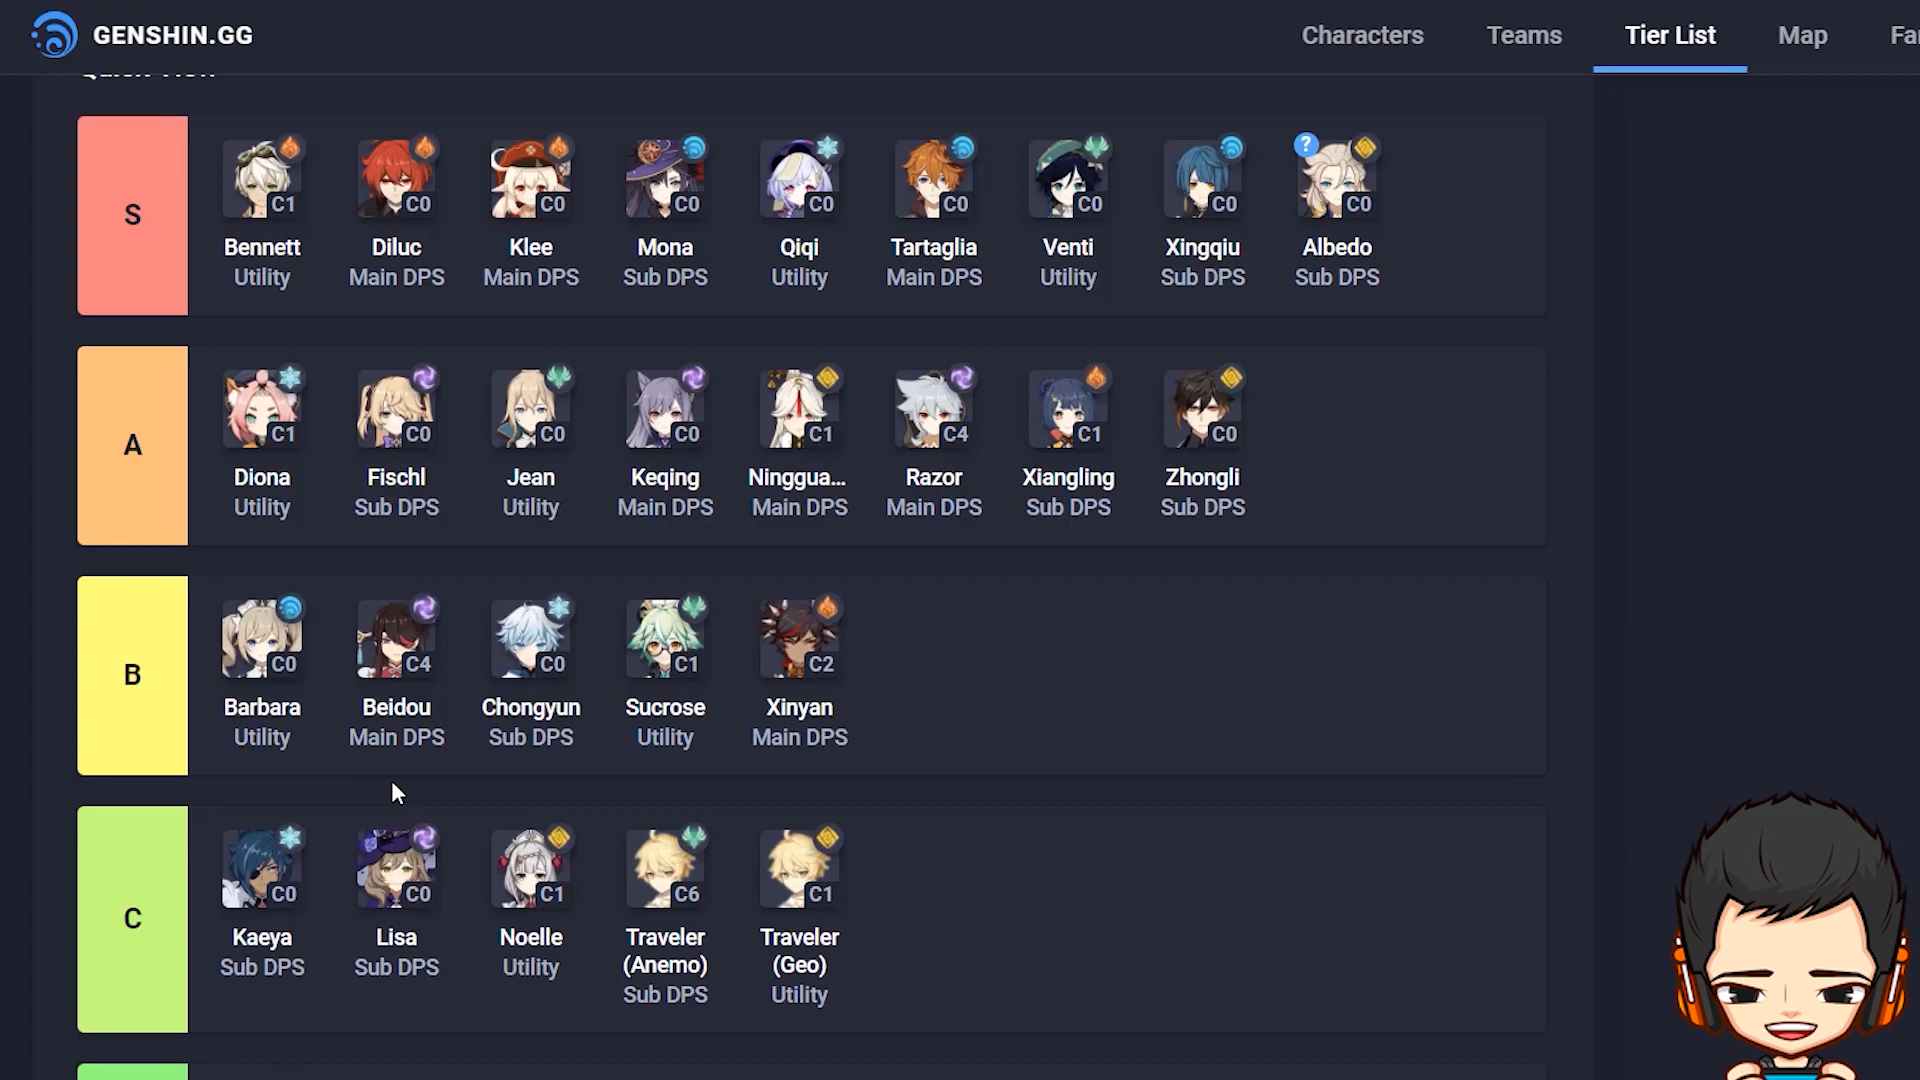 GENSHIN.GG
Characters Teams Tier List Map
S
C1 C0 C0 C0 C0 C0 C0 C0 ? C0
Bennett Diluc Klee Mona Qiqi Tartaglia Venti Xingqiu Albedo
Utility Main DPS Main DPS Sub DPS Utility Main DPS Utility Sub DPS Sub DPS
A
C1 C0 C0 C0 C1 C4 C1 C0
Diona Fischl Jean Keqing Ninggua... Razor Xiangling Zhongli
Utility Sub DPS Utility Main DPS Main DPS Main DPS Sub DPS Sub DPS
B
C0 C4 C0 C1 C2
Barbara Beidou Chongyun Sucrose Xinyan
Utility Main DPS Sub DPS Utility Main DPS
C
C0 C0 C1 C6 C1
Kaeya Lisa Noelle Traveler Traveler
(Anemo) (Geo)
Sub DPS Sub DPS Utility Sub DPS Utility